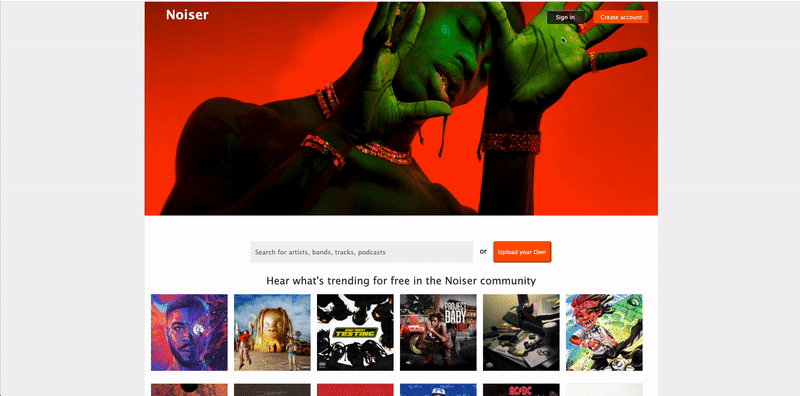 Noiser
Sign in
Create account
Search for artists, bands, tracks, podcasts
or
Upload your Own
Hear what's trending for free in the Noiser community
TESTING
PROJECT
BABY
AC DC